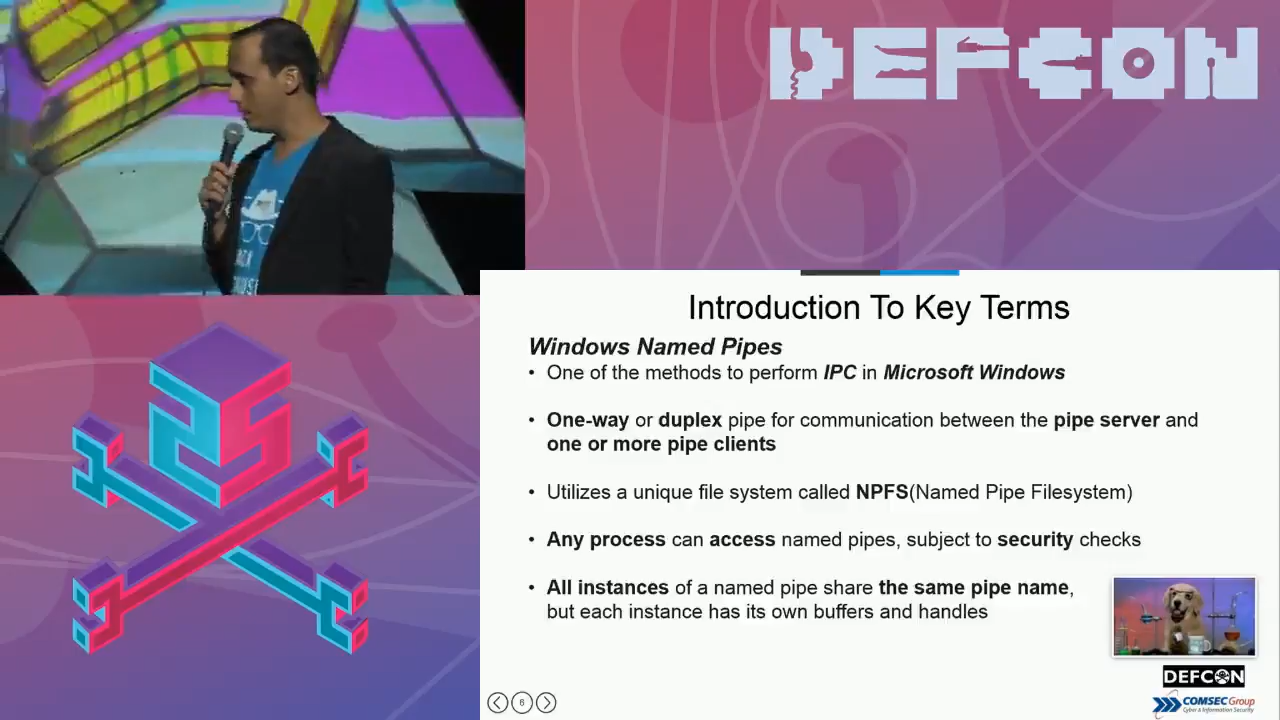 DEFCON
Introduction To Key Terms
Windows Named Pipes
• One of the methods to perform IPC in Microsoft Windows
• One-way or duplex pipe for communication between the pipe server and
one or more pipe clients
• Utilizes a unique file system called NPFS(Named Pipe Filesystem)
• Any process can access named pipes, subject to security checks
• All instances of a named pipe share the same pipe name,
but each instance has its own buffers and handles
DEFCON
COMSEC Group
Cyber & Information Security
6